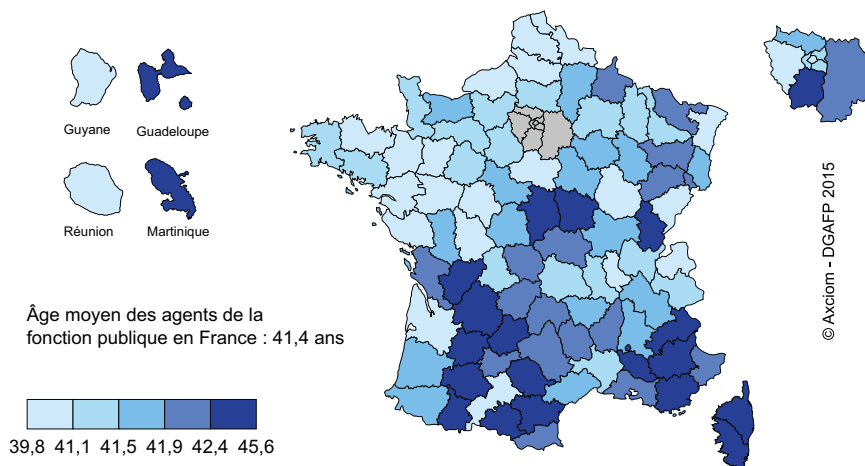 Guyane
Guadeloupe
Réunion
Martinique
Âge moyen des agents de la
fonction publique en France : 41,4 ans
39,8 41,1 41,5 41,9 42,4 45,6
© Axciom - DGAFP 2015